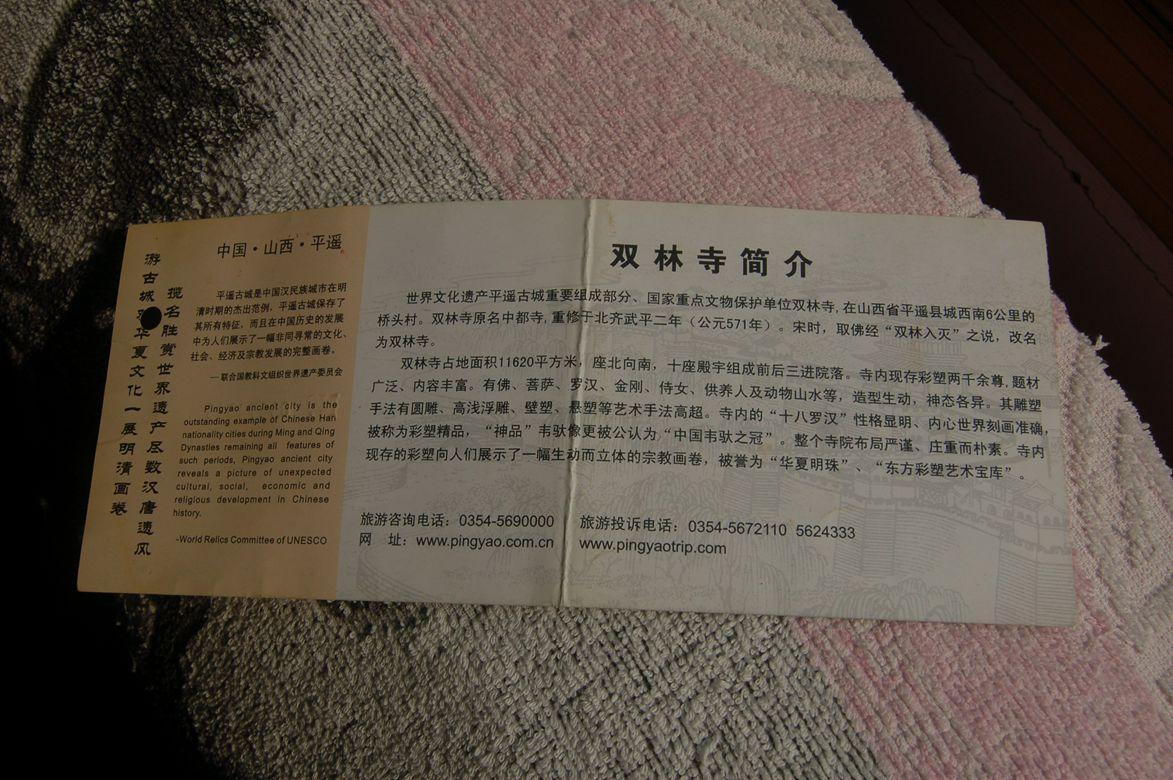 游古城 华夏文化一展明清画卷
揽名胜赏世界遗产尽数汉唐遗风
中国·山西·平遥
平遥古城是中国汉民族城市在明
清时期的杰出范例，平遥古城保存了
其所有特征，而且在中国历史的发展
中为人们展示了一幅非同寻常的文化、
社会、经济及宗教发展的完整画卷。
—联合国教科文组织世界遗产委员会
Pingyao ancient city is the
outstanding example of Chinese Han
nationality cities during Ming and Qing
Dynasties remaining all features of
such periods, Pingyao ancient city
reveals a picture of unexpected
cultural, social, economic and
religious development in Chinese
history.
-World Relics Committee of UNESCO
双林寺简介
世界文化遗产平遥古城重要组成部分、国家重点文物保护单位双林寺,在山西省平遥县城西南6公里的
桥头村。双林寺原名中都寺,重修于北齐武平二年（公元571年）。宋时，取佛经“双林入灭”之说，改名
为双林寺。
双林寺占地面积11620平方米，座北向南，十座殿宇组成前后三进院落。寺内现存彩塑两千余尊,题材
广泛、内容丰富。有佛、菩萨、罗汉、金刚、侍女、供养人及动物山水等，造型生动，神态各异。其雕塑
手法有圆雕、高浅浮雕、壁塑、悬塑等艺术手法高超。寺内的“十八罗汉”性格显明、内心世界刻画准确,
被称为彩塑精品，“神品”韦驮像更被公认为“中国韦驮之冠”。整个寺院布局严谨、庄重而朴素。寺内
现存的彩塑向人们展示了一幅生动而立体的宗教画卷，被誉为“华夏明珠”、“东方彩塑艺术宝库”。
旅游咨询电话：0354-5690000 旅游投诉电话：0354-5672110 5624333
网 址：www.pingyao.com.cn www.pingyaotrip.com